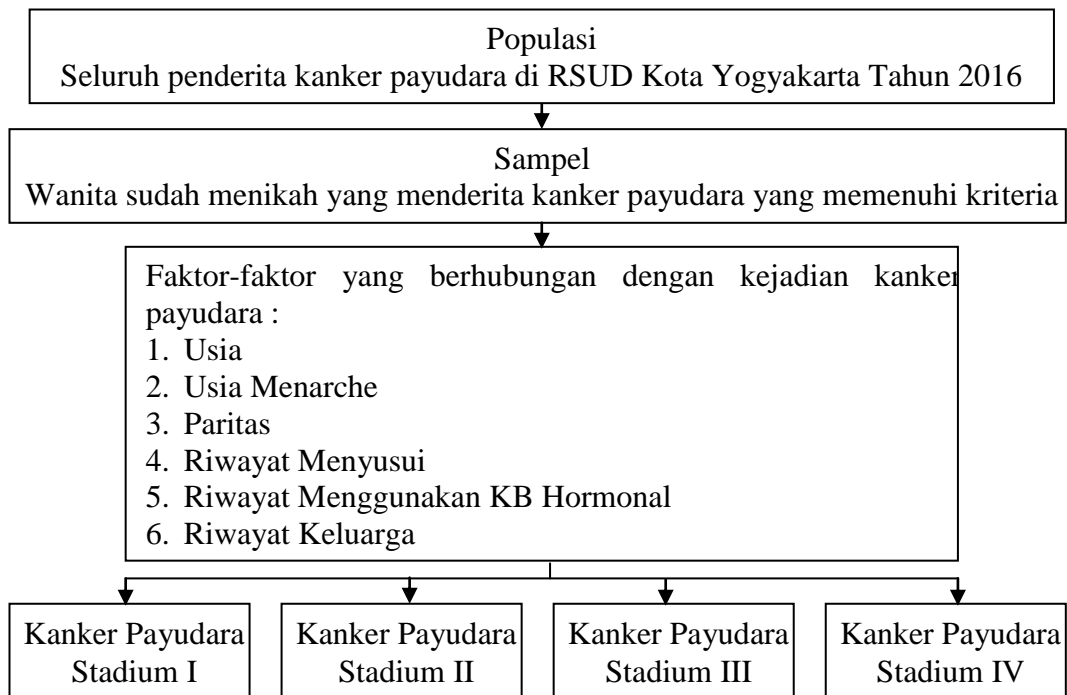 Populasi
Seluruh penderita kanker payudara di RSUD Kota Yogyakarta Tahun 2016
Sampel
Wanita sudah menikah yang menderita kanker payudara yang memenuhi kriteria
Faktor-faktor yang berhubungan dengan kejadian kanker
payudara :
1. Usia
2. Usia Menarche
3. Paritas
4. Riwayat Menyusui
5. Riwayat Menggunakan KB Hormonal
6. Riwayat Keluarga
Kanker Payudara
Stadium I
Kanker Payudara
Stadium II
Kanker Payudara
Stadium III
Kanker Payudara
Stadium IV